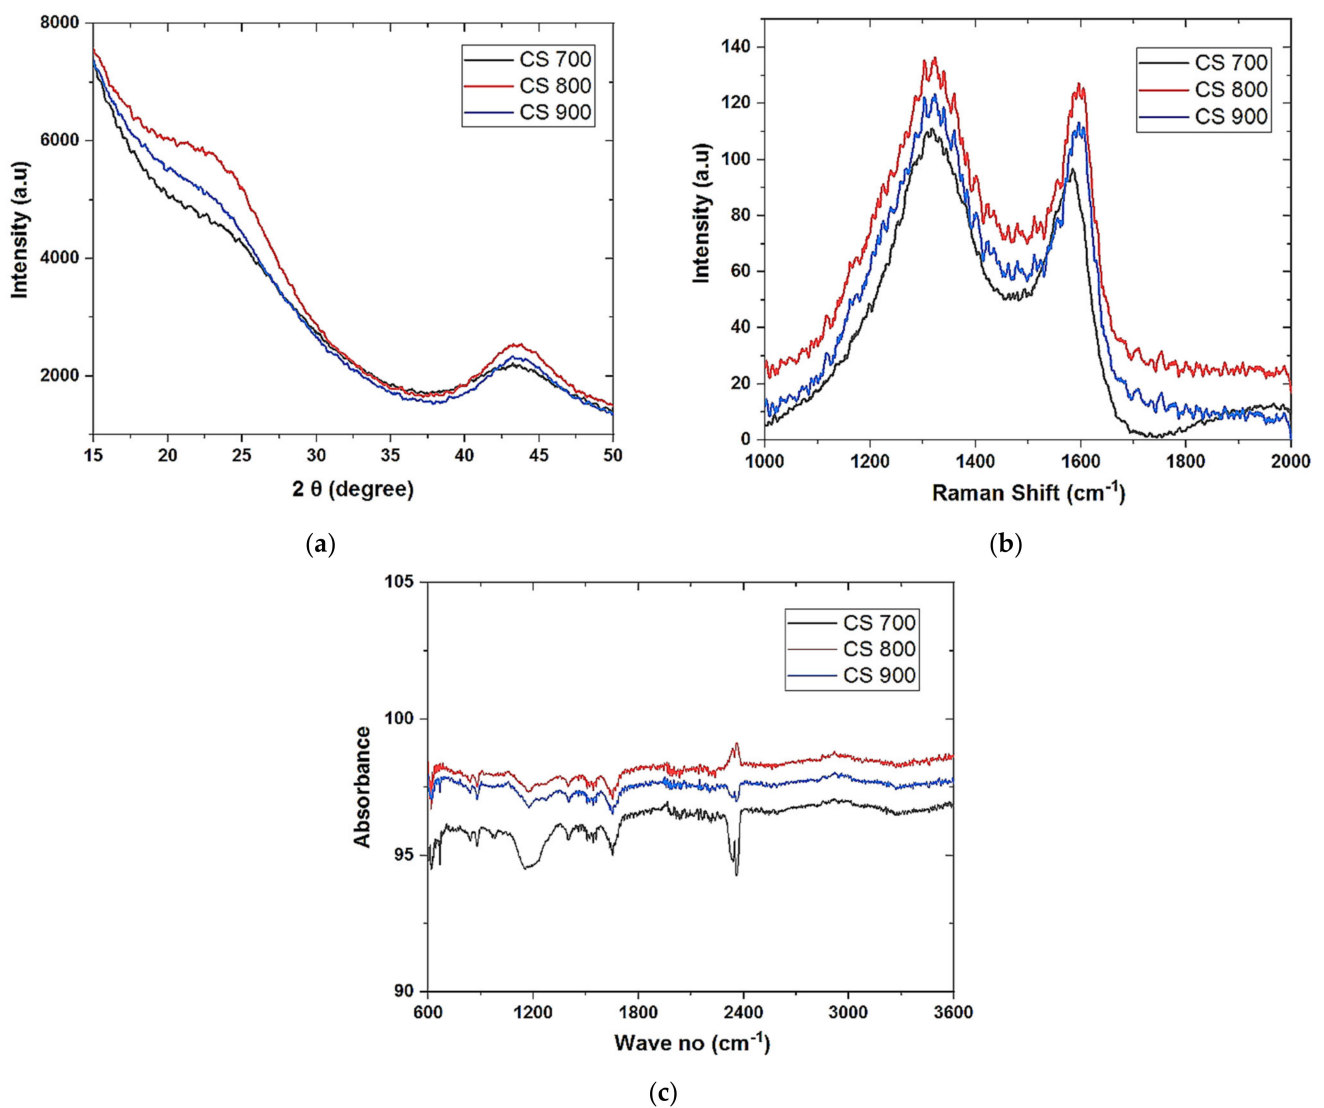 8000
6000
4000
2000
Intensity (a.u)
CS 700
CS 800
CS 900
15 20 25 30 35 40 45 50
2 θ (degree)
(a)
140
120
100
80
60
40
20
0
Intensity (a.u)
CS 700
CS 800
CS 900
1000 1200 1400 1600 1800 2000
Raman Shift (cm-1)
(b)
105
100
95
90
Absorbance
CS 700
CS 800
CS 900
600 1200 1800 2400 3000 3600
Wave no (cm-1)
(c)